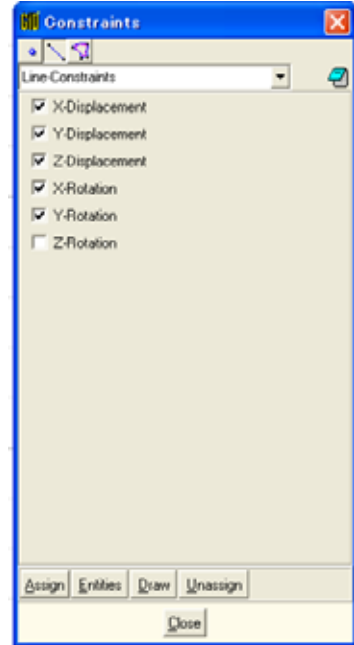 Constraints
Line-Constraints
X-Displacement
Y-Displacement
Z-Displacement
X-Rotation
Y-Rotation
Z-Rotation
Assign Entities Draw Unassign
Close